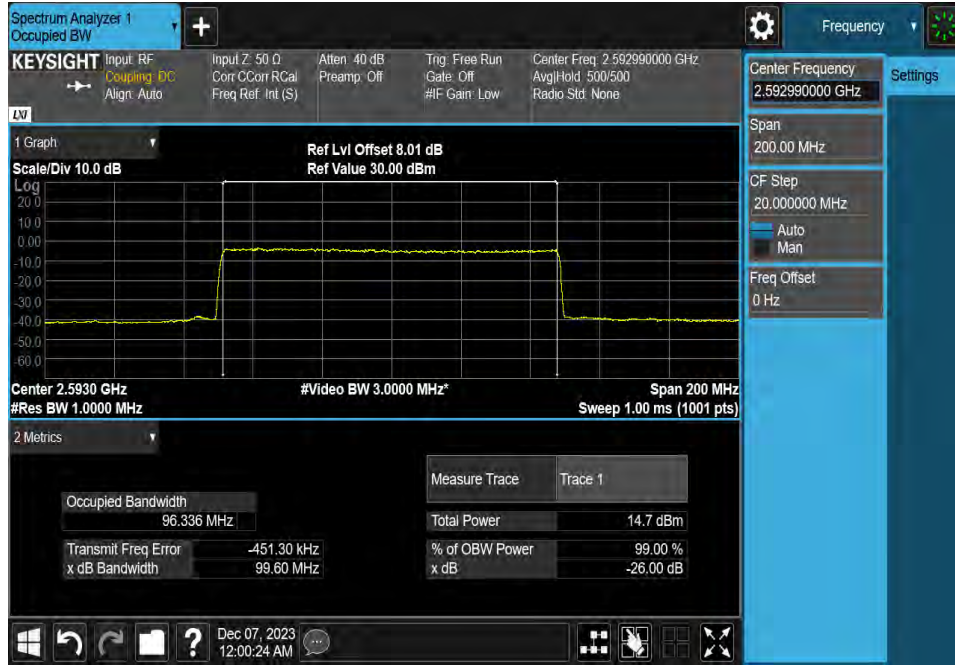 Spectrum Analyzer 1
Occupied BW
+
Frequency
KEYSIGHT
Input: RF
Coupling: DC
Align: Auto
Input Z: 50 Ω
Corr CCorr RCal
Freq Ref: Int (S)
Atten: 40 dB
Preamp: Off
Trig: Free Run
Gate: Off
#IF Gain: Low
Center Freq: 2.592990000 GHz
Avg|Hold: 500/500
Radio Std: None
LXI
Center Frequency
2.592990000 GHz
Settings
Span
200.00 MHz
CF Step
20.000000 MHz
Auto
Man
Freq Offset
0 Hz
1 Graph
Scale/Div 10.0 dB
Ref Lvl Offset 8.01 dB
Ref Value 30.00 dBm
Log
20.0
10.0
0.00
-10.0
-20.0
-30.0
-40.0
-50.0
-60.0
Center 2.5930 GHz
#Res BW 1.0000 MHz
#Video BW 3.0000 MHz*
Span 200 MHz
Sweep 1.00 ms (1001 pts)
2 Metrics
Measure Trace Trace 1
Occupied Bandwidth
96.336 MHz
Total Power 14.7 dBm
Transmit Freq Error -451.30 kHz
% of OBW Power 99.00 %
x dB Bandwidth 99.60 MHz
x dB -26.00 dB
?
Dec 07, 2023
12:00:24 AM